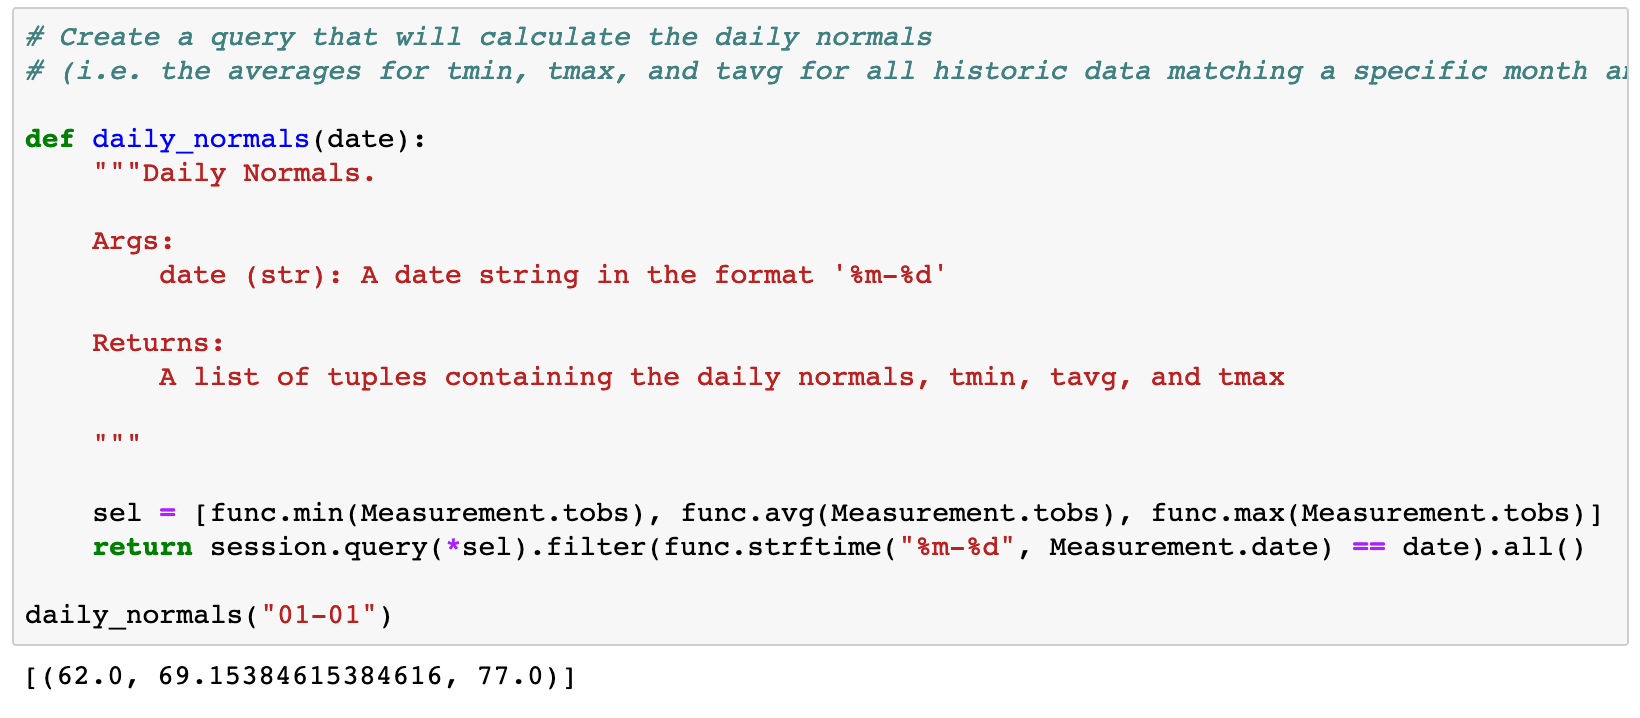 # Create a query that will calculate the daily normals
# (i.e. the averages for tmin, tmax, and tavg for all historic data matching a specific month
def daily_normals(date):
"""Daily Normals.
Args:
date (str): A date string in the format '%m-%d'
Returns:
A list of tuples containing the daily normals, tmin, tavg, and tmax
"""
sel = [func.min(Measurement.tobs), func.avg(Measurement.tobs), func.max(Measurement.tobs)]
return session.query(*sel).filter(func.strftime("%m-%d", Measurement.date) == date).all()
daily_normals("01-01")
[(62.0, 69.15384615384616, 77.0)]